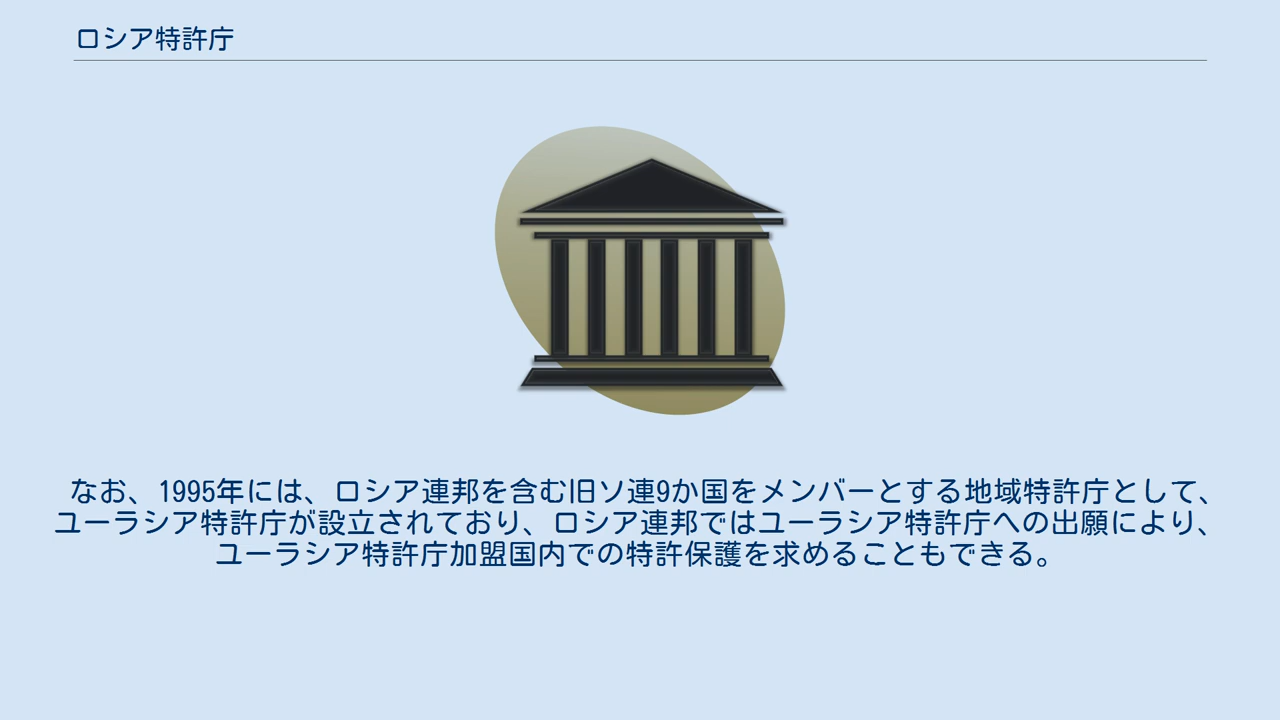 ロシア特許庁
なお、1995年には、ロシア連邦を含む旧ソ連9か国をメンバーとする地域特許庁として、
ユーラシア特許庁が設立されており、ロシア連邦ではユーラシア特許庁への出願により、
ユーラシア特許庁加盟国内での特許保護を求めることもできる。